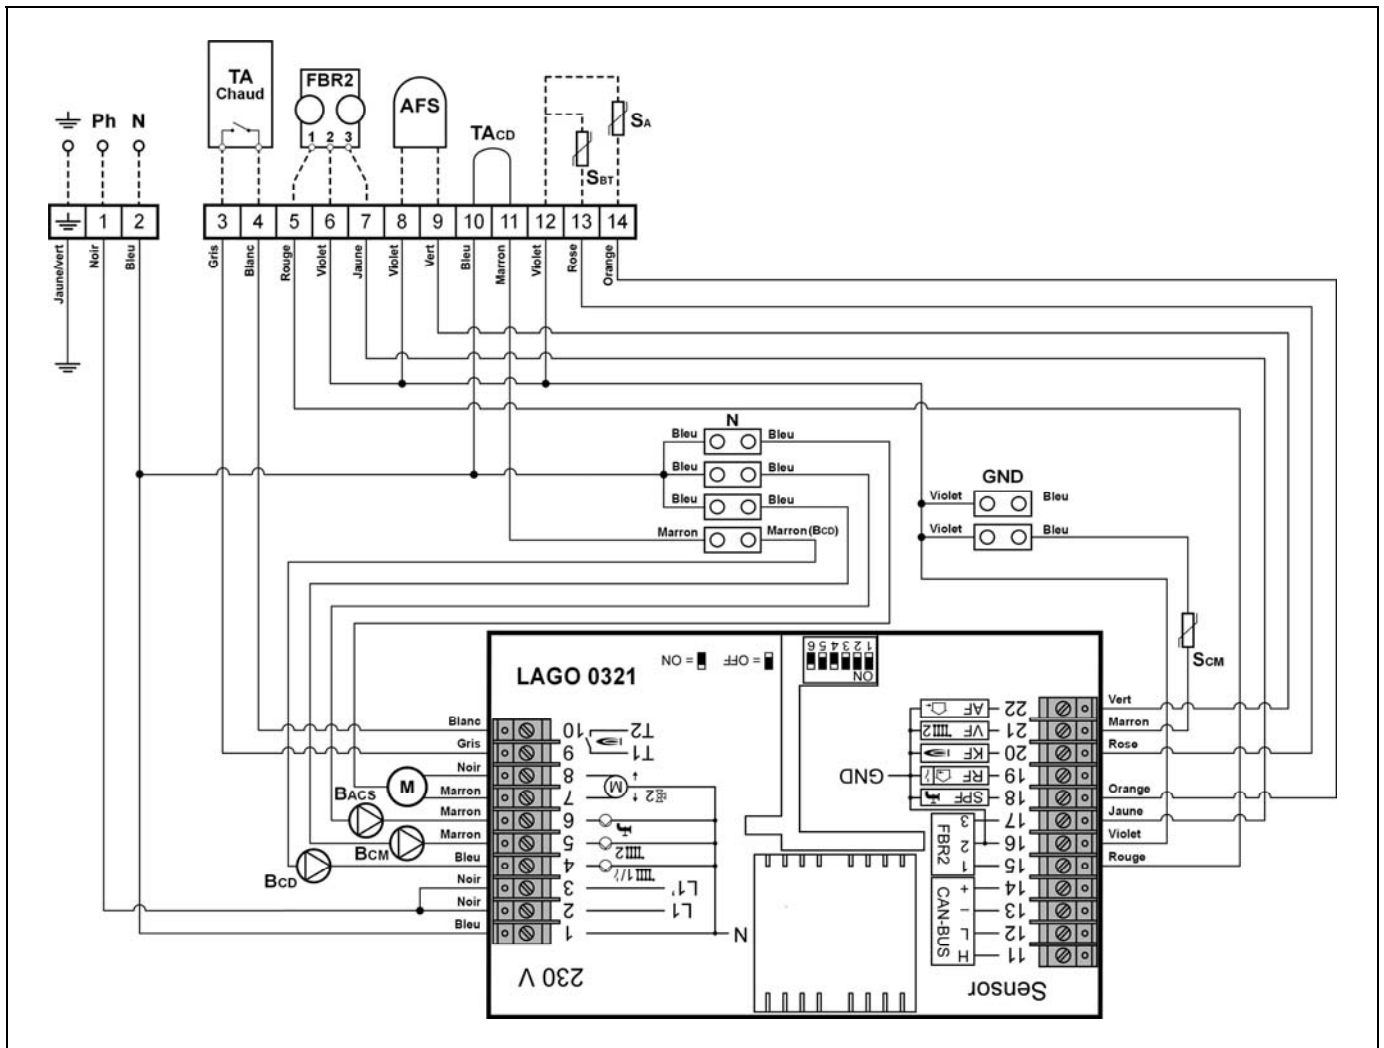 TA
Chaud
FBR2
1 2 3
AFS
TACD
SA
SBT
Ph N
1 2
3 4 5 6 7 8 9 10 11 12 13 14
Jaune/vert
Noir
Bleu
Gris
Blanc
Rouge
Violet
Jaune
Violet
Vert
Bleu
Marron
Violet
Rose
Orange
N
Bleu Bleu
Bleu Bleu
Bleu Bleu
Marron Marron (BCD)
GND
Violet Bleu
Violet Bleu
SCM
LAGO 0321
NO =
OFF =
1 2 3 4 5 6
ON
Blanc
Gris
Noir
Marron
Marron
Marron
Bleu
Noir
Noir
Bleu
M
BACS
BCM
BCD
10 T2
9 T1
8
7 M 2
6
5 2
4 1/
3 L1'
2 L1
1 N
230 V
GND
AF 22
VF 2 21
KF 20
RF 19
SPF 18
FBR2
3 17
2 16
1 15
CAN-BUS
+ 14
− 13
L 12
H 11
Sensor
Vert
Marron
Rose
Orange
Jaune
Violet
Rouge